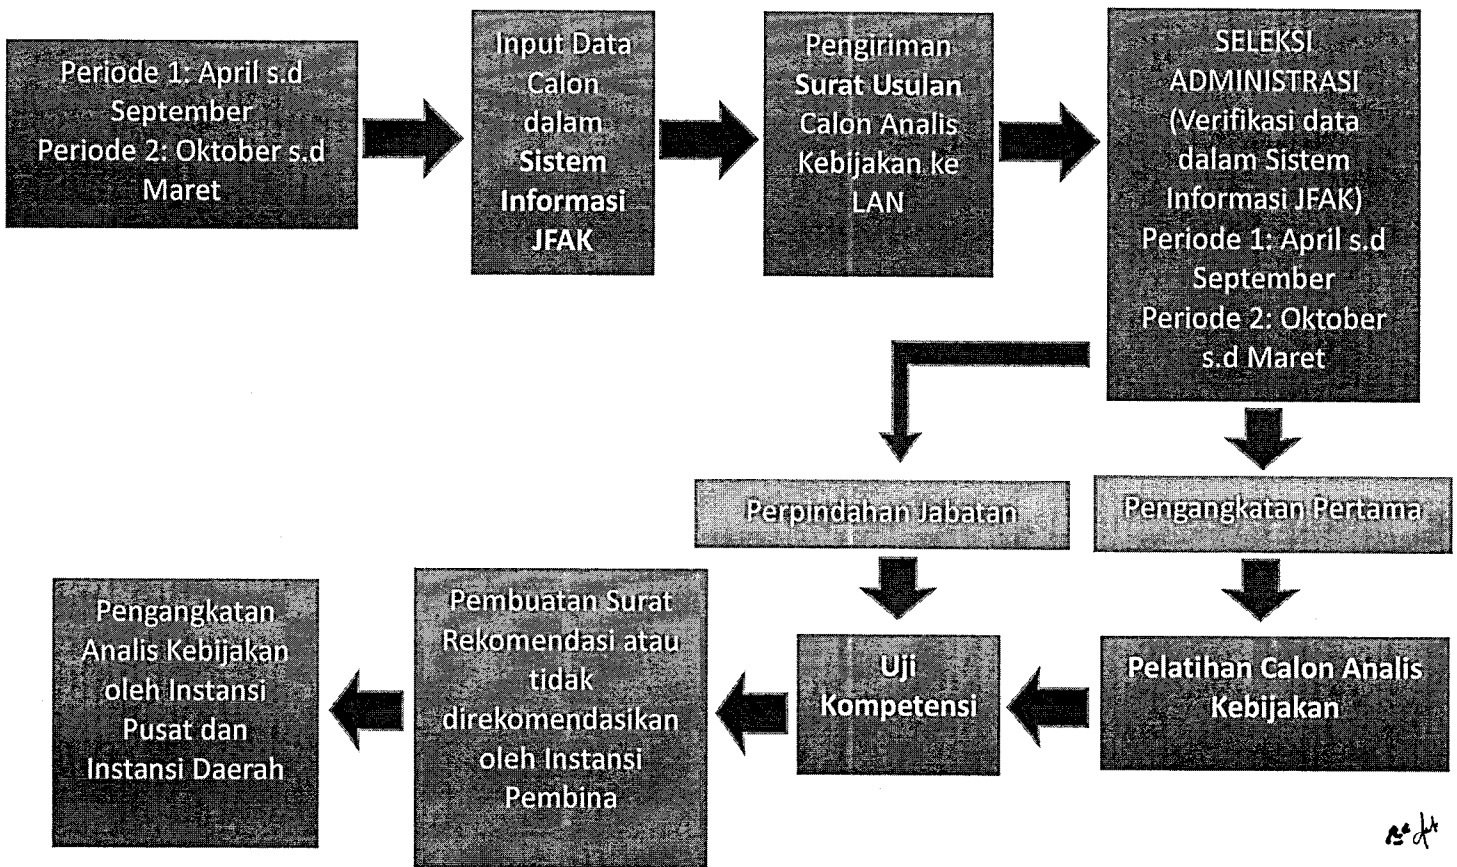 Periode 1: April s.d
September
Periode 2: Oktober s.d
Maret
Input Data
Calon
dalam
Sistem
Informasi
JFAK
Pengiriman
Surat Usulan
Calon Analis
Kebijakan ke
LAN
SELEKSI
ADMINISTRASI
(Verifikasi data
dalam Sistem
Informasi JFAK)
Periode 1: April s.d
September
Periode 2: Oktober
s.d Maret
Perpindahan Jabatan
Pengangkatan Pertama
Pengangkatan
Analis Kebijakan
oleh Instansi
Pusat dan
Instansi Daerah
Pembuatan Surat
Rekomendasi atau
tidak
direkomendasikan
oleh Instansi
Pembina
Uji
Kompetensi
Pelatihan Calon Analis
Kebijakan